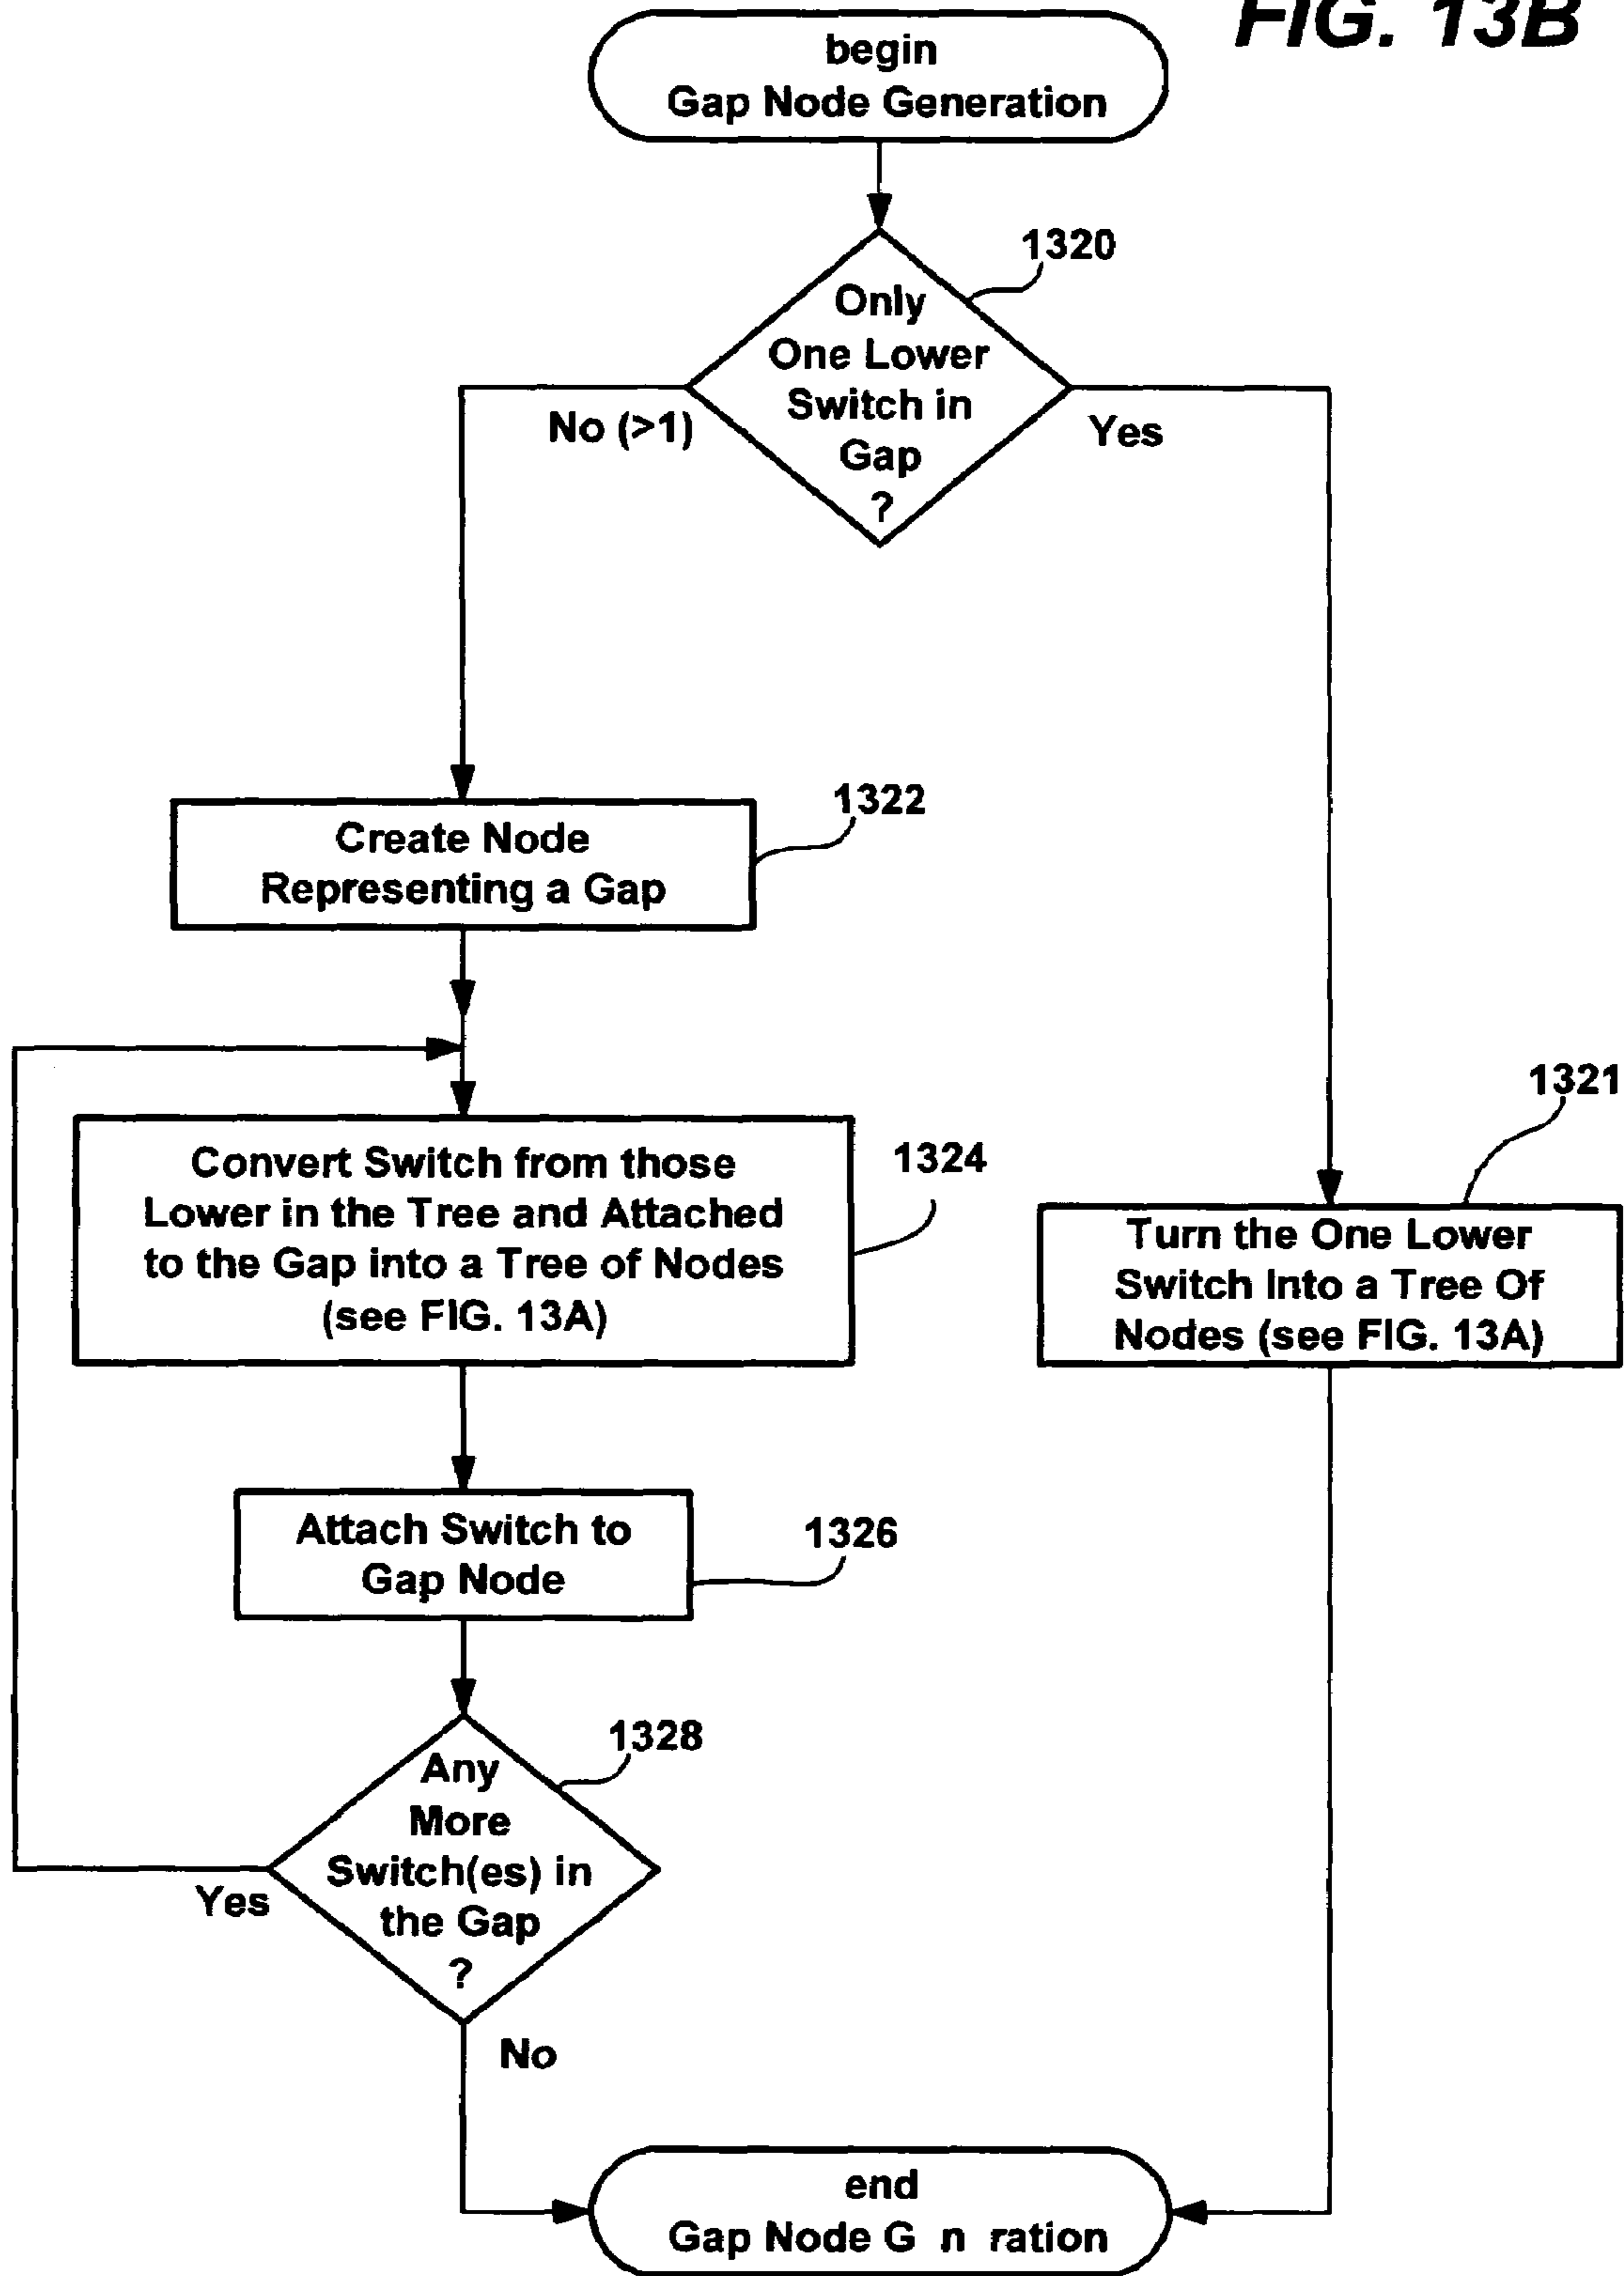 FIG. 13B
begin
Gap Node Generation
1320
Only
One Lower
Switch in
Gap
?
No (>1)
Yes
1322
Create Node
Representing a Gap
1324
Convert Switch from those
Lower in the Tree and Attached
to the Gap into a Tree of Nodes
(see FIG. 13A)
1321
Turn the One Lower
Switch Into a Tree Of
Nodes (see FIG. 13A)
Attach Switch to
Gap Node
1326
1328
Any
More
Switch(es) in
the Gap
?
Yes
No
end
Gap Node G n ration